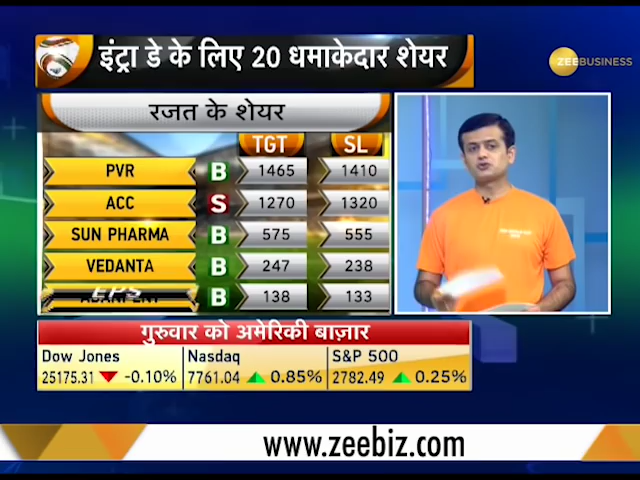 इंट्रा डे के लिए 20 धमाकेदार शेयर
ZEEBUSINESS
रजत के शेयर
TGT SL
PVR B 1465 1410
ACC S 1270 1320
SUN PHARMA B 575 555
VEDANTA B 247 238
B 138 133
गुरुवार को अमेरिकी बाज़ार
Dow Jones Nasdaq S&P 500
25175.31 -0.10% 7761.04 0.85% 2782.49 0.25%
www.zeebiz.com